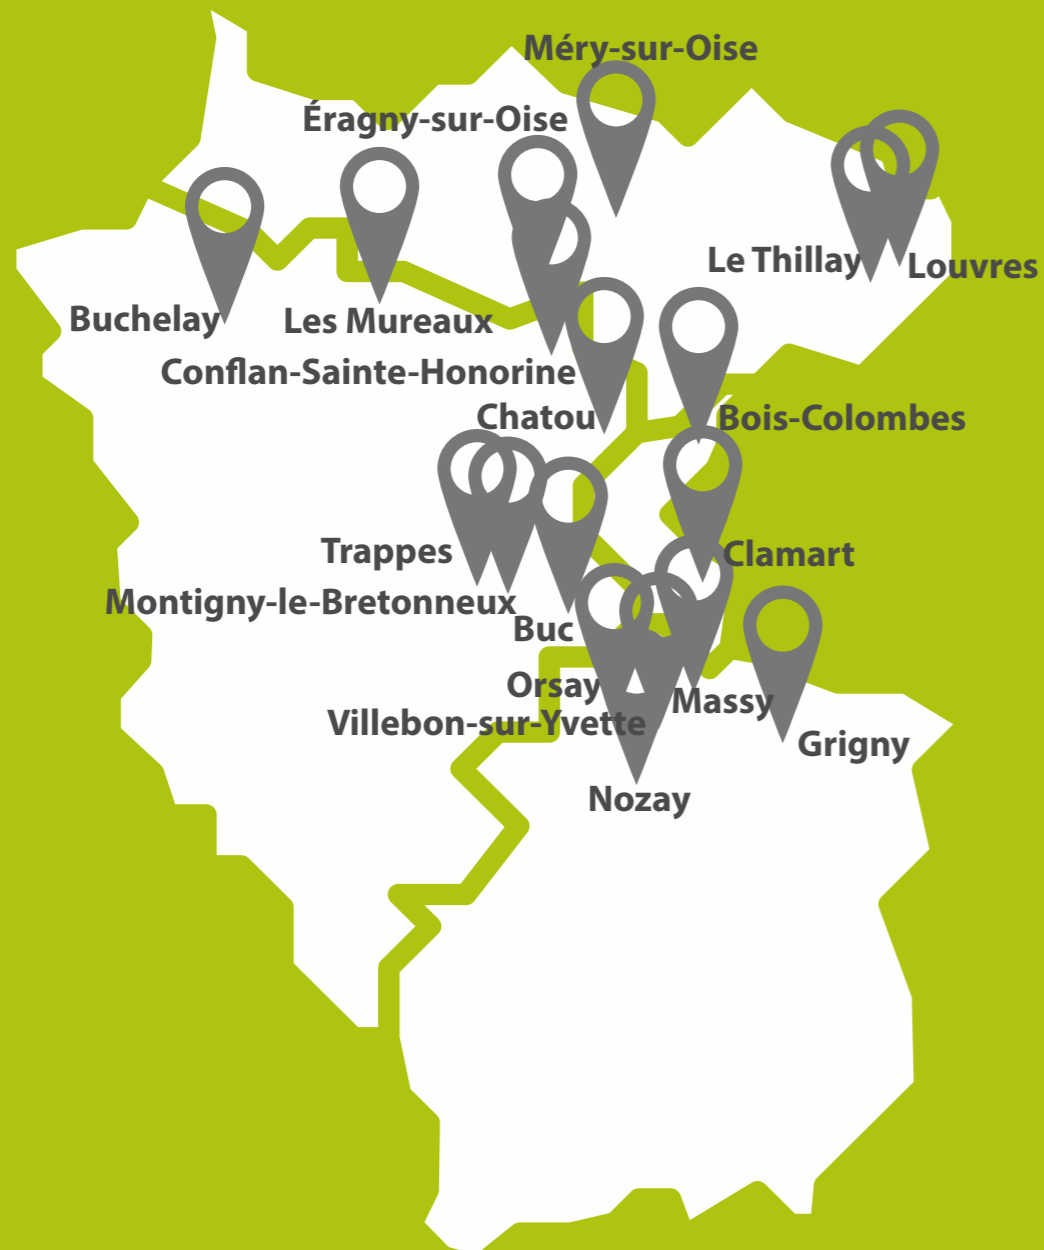 Méry-sur-Oise
Éragny-sur-Oise
Le Thillay
Louvres
Buchelay
Les Mureaux
Conflan-Sainte-Honorine
Chatou
Bois-Colombes
Trappes
Clamart
Montigny-le-Bretonneux
Buc
Orsay
Massy
Villebon-sur-Yvette
Grigny
Nozay